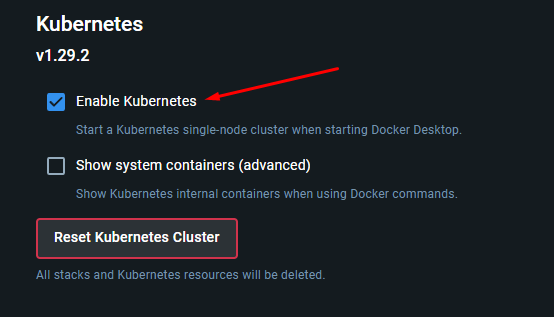 Kubernetes
v1.29.2
Enable Kubernetes
Start a Kubernetes single-node cluster when starting Docker Desktop.
Show system containers (advanced)
Show Kubernetes internal containers when using Docker commands.
Reset Kubernetes Cluster
All stacks and Kubernetes resources will be deleted.